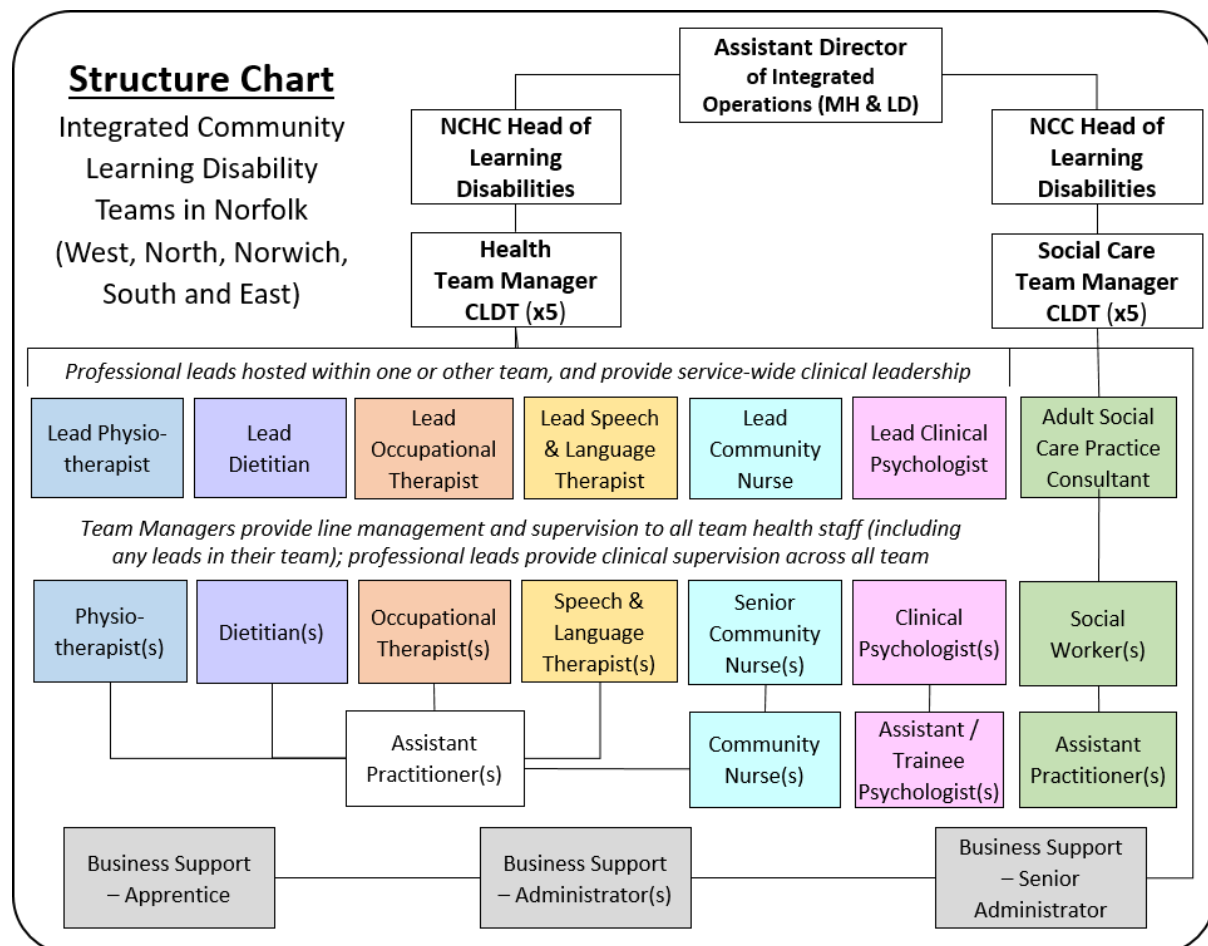 Structure Chart
Integrated Community
Learning Disability
Teams in Norfolk
(West, North, Norwich,
South and East)
Assistant Director
of Integrated
Operations (MH & LD)
NCHC Head of
Learning
Disabilities
NCC Head of
Learning
Disabilities
Health
Team Manager
CLDT (x5)
Social Care
Team Manager
CLDT (x5)
Professional leads hosted within one or other team, and provide service-wide clinical leadership
Lead Physio-
therapist
Lead
Dietitian
Lead
Occupational
Therapist
Lead Speech
& Language
Therapist
Lead
Community
Nurse
Lead Clinical
Psychologist
Adult Social
Care Practice
Consultant
Team Managers provide line management and supervision to all team health staff (including
any leads in their team); professional leads provide clinical supervision across all team
Physio-
therapist(s)
Dietitian(s)
Occupational
Therapist(s)
Speech &
Language
Therapist(s)
Senior
Community
Nurse(s)
Clinical
Psychologist(s)
Social
Worker(s)
Assistant
Practitioner(s)
Community
Nurse(s)
Assistant /
Trainee
Psychologist(s)
Assistant
Practitioner(s)
Business Support
– Apprentice
Business Support
– Administrator(s)
Business Support
– Senior
Administrator